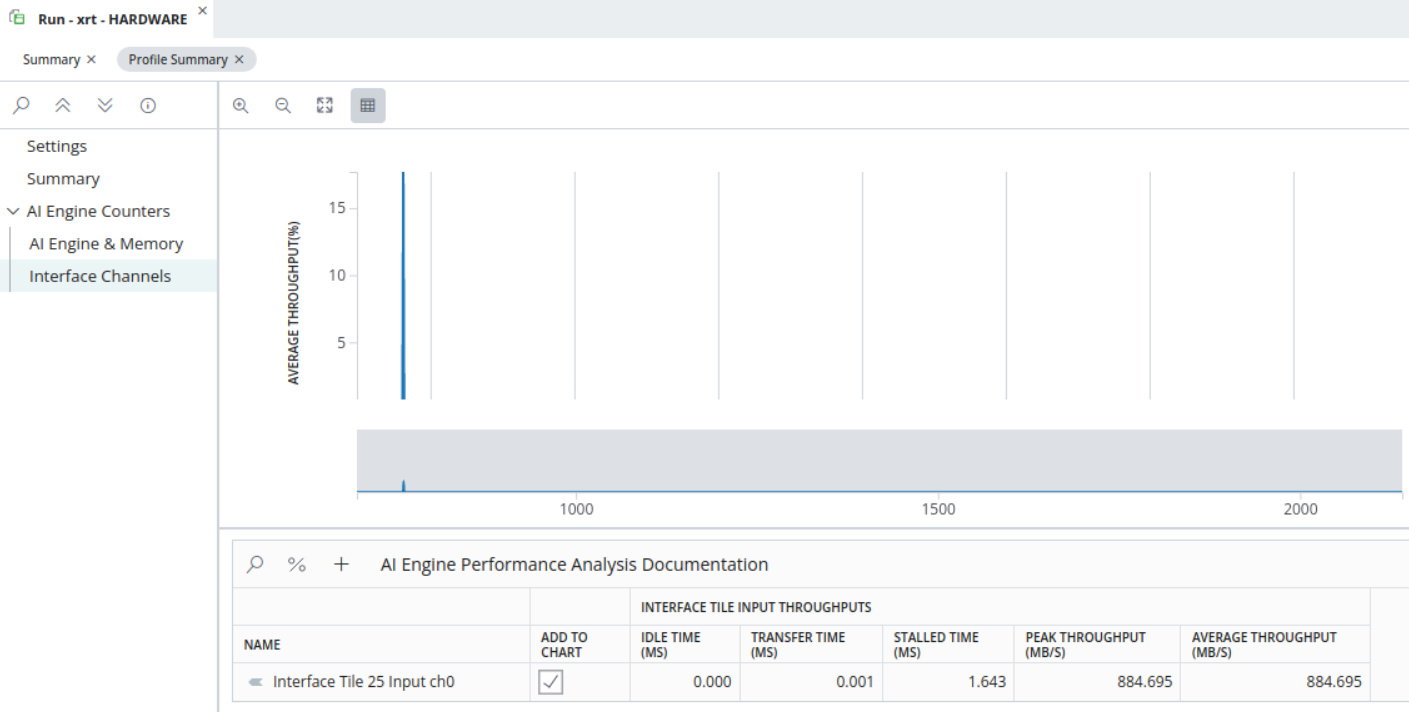 Run - xrt - HARDWARE
Summary
Profile Summary
Settings
Summary
AI Engine Counters
AI Engine & Memory
Interface Channels
AVERAGE THROUGHPUT(%)
15
10
5
1000 1500 2000
% + AI Engine Performance Analysis Documentation
INTERFACE TILE INPUT THROUGHPUTS
NAME ADD TO CHART IDLE TIME (MS) TRANSFER TIME (MS) STALLED TIME (MS) PEAK THROUGHPUT (MB/S) AVERAGE THROUGHPUT (MB/S)
Interface Tile 25 Input ch0 0.000 0.001 1.643 884.695 884.695